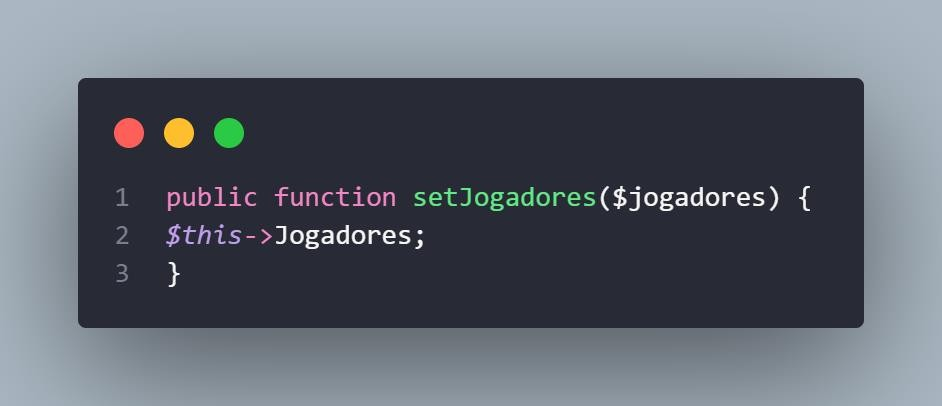 1 public function setJogadores($jogadores) {
2 $this->Jogadores;
3 }